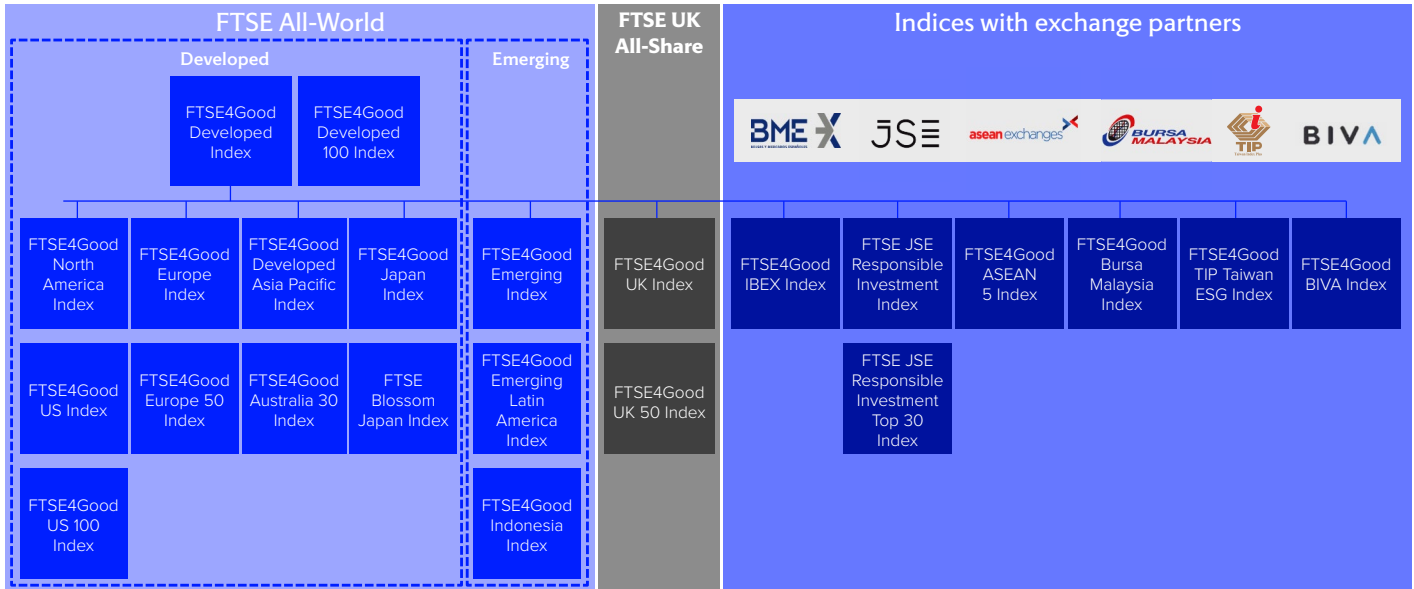 FTSE All-World
Developed
Emerging
FTSE4Good
Developed
Index
FTSE4Good
Developed
100 Index
FTSE4Good
North
America
Index
FTSE4Good
Europe
Index
FTSE4Good
Developed
Asia Pacific
Index
FTSE4Good
Japan
Index
FTSE4Good
Emerging
Index
FTSE4Good
US Index
FTSE4Good
Europe 50
Index
FTSE4Good
Australia 30
Index
FTSE
Blossom
Japan Index
FTSE4Good
Emerging
Latin
America
Index
FTSE4Good
US 100
Index
FTSE4Good
Indonesia
Index
FTSE UK
All-Share
FTSE4Good
UK Index
FTSE4Good
UK 50 Index
Indices with exchange partners
BME X
BOLSAS Y MERCADOS ESPAÑOLES
JSE
asean exchanges
BURSA
MALAYSIA
TIP
BIVA
FTSE4Good
IBEX Index
FTSE JSE
Responsible
Investment
Index
FTSE4Good
ASEAN
5 Index
FTSE4Good
Bursa
Malaysia
Index
FTSE4Good
TIP Taiwan
ESG Index
FTSE4Good
BIVA Index
FTSE JSE
Responsible
Investment
Top 30
Index